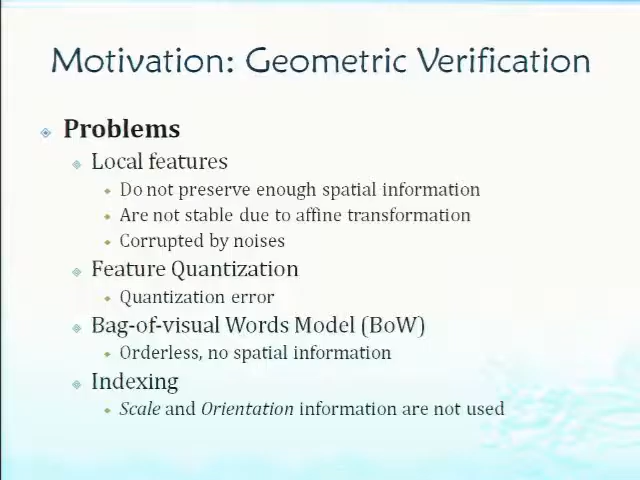 Motivation: Geometric Verification
Problems
Local features
Do not preserve enough spatial information
Are not stable due to affine transformation
Corrupted by noises
Feature Quantization
Quantization error
Bag-of-visual Words Model (BoW)
Orderless, no spatial information
Indexing
Scale and Orientation information are not used